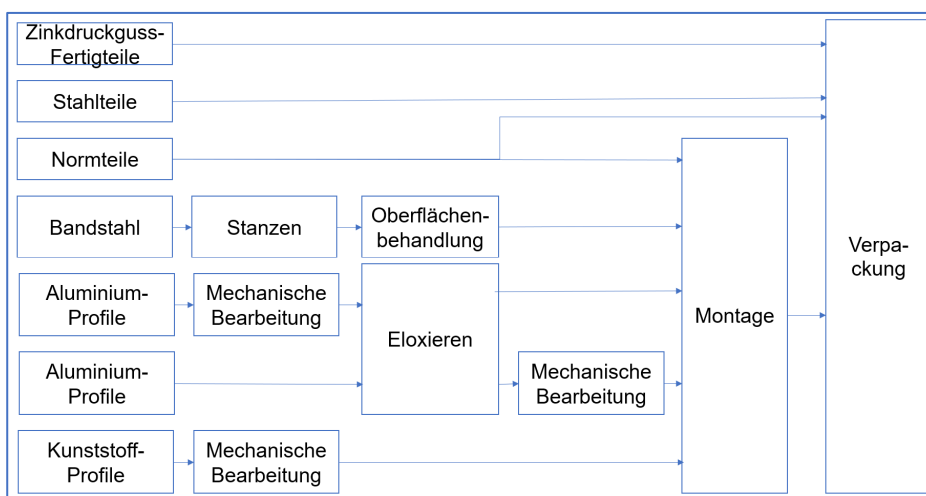 Zinkdruckguss-
Fertigteile
Stahlteile
Normteile
Bandstahl
Stanzen
Oberflächen-
behandlung
Aluminium-
Profile
Mechanische
Bearbeitung
Eloxieren
Aluminium-
Profile
Mechanische
Bearbeitung
Kunststoff-
Profile
Mechanische
Bearbeitung
Montage
Verpa-
ckung